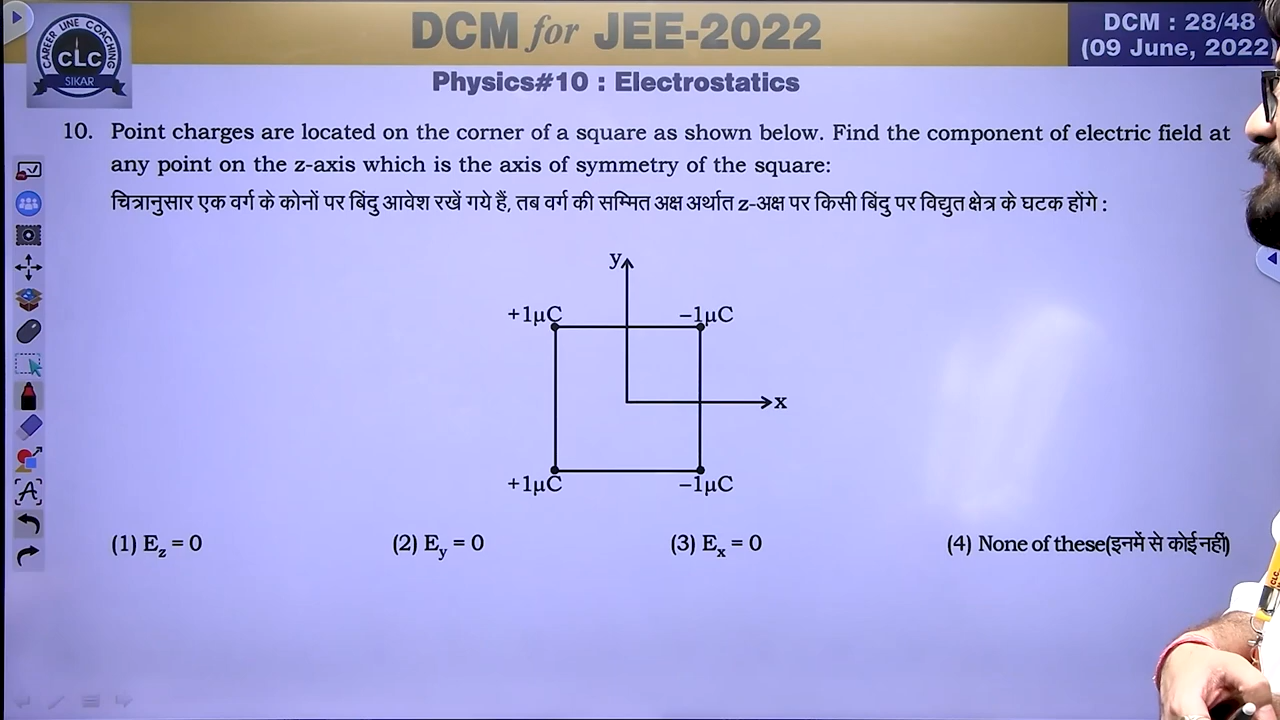 CAREER LINE COACHING
CLC
SIKAR
DCM for JEE-2022
DCM : 28/48
(09 June, 2022)
Physics#10 : Electrostatics
10. Point charges are located on the corner of a square as shown below. Find the component of electric field at
any point on the z-axis which is the axis of symmetry of the square:
चित्रानुसार एक वर्ग के कोनों पर बिंदु आवेश रखें गये हैं, तब वर्ग की सम्मित अक्ष अर्थात z-अक्ष पर किसी बिंदु पर विद्युत क्षेत्र के घटक होंगे :
y
+1μC −1μC
x
+1μC −1μC
(1) E_z = 0 (2) E_y = 0 (3) E_x = 0 (4) None of these(इनमें से कोई नहीं)
CLC